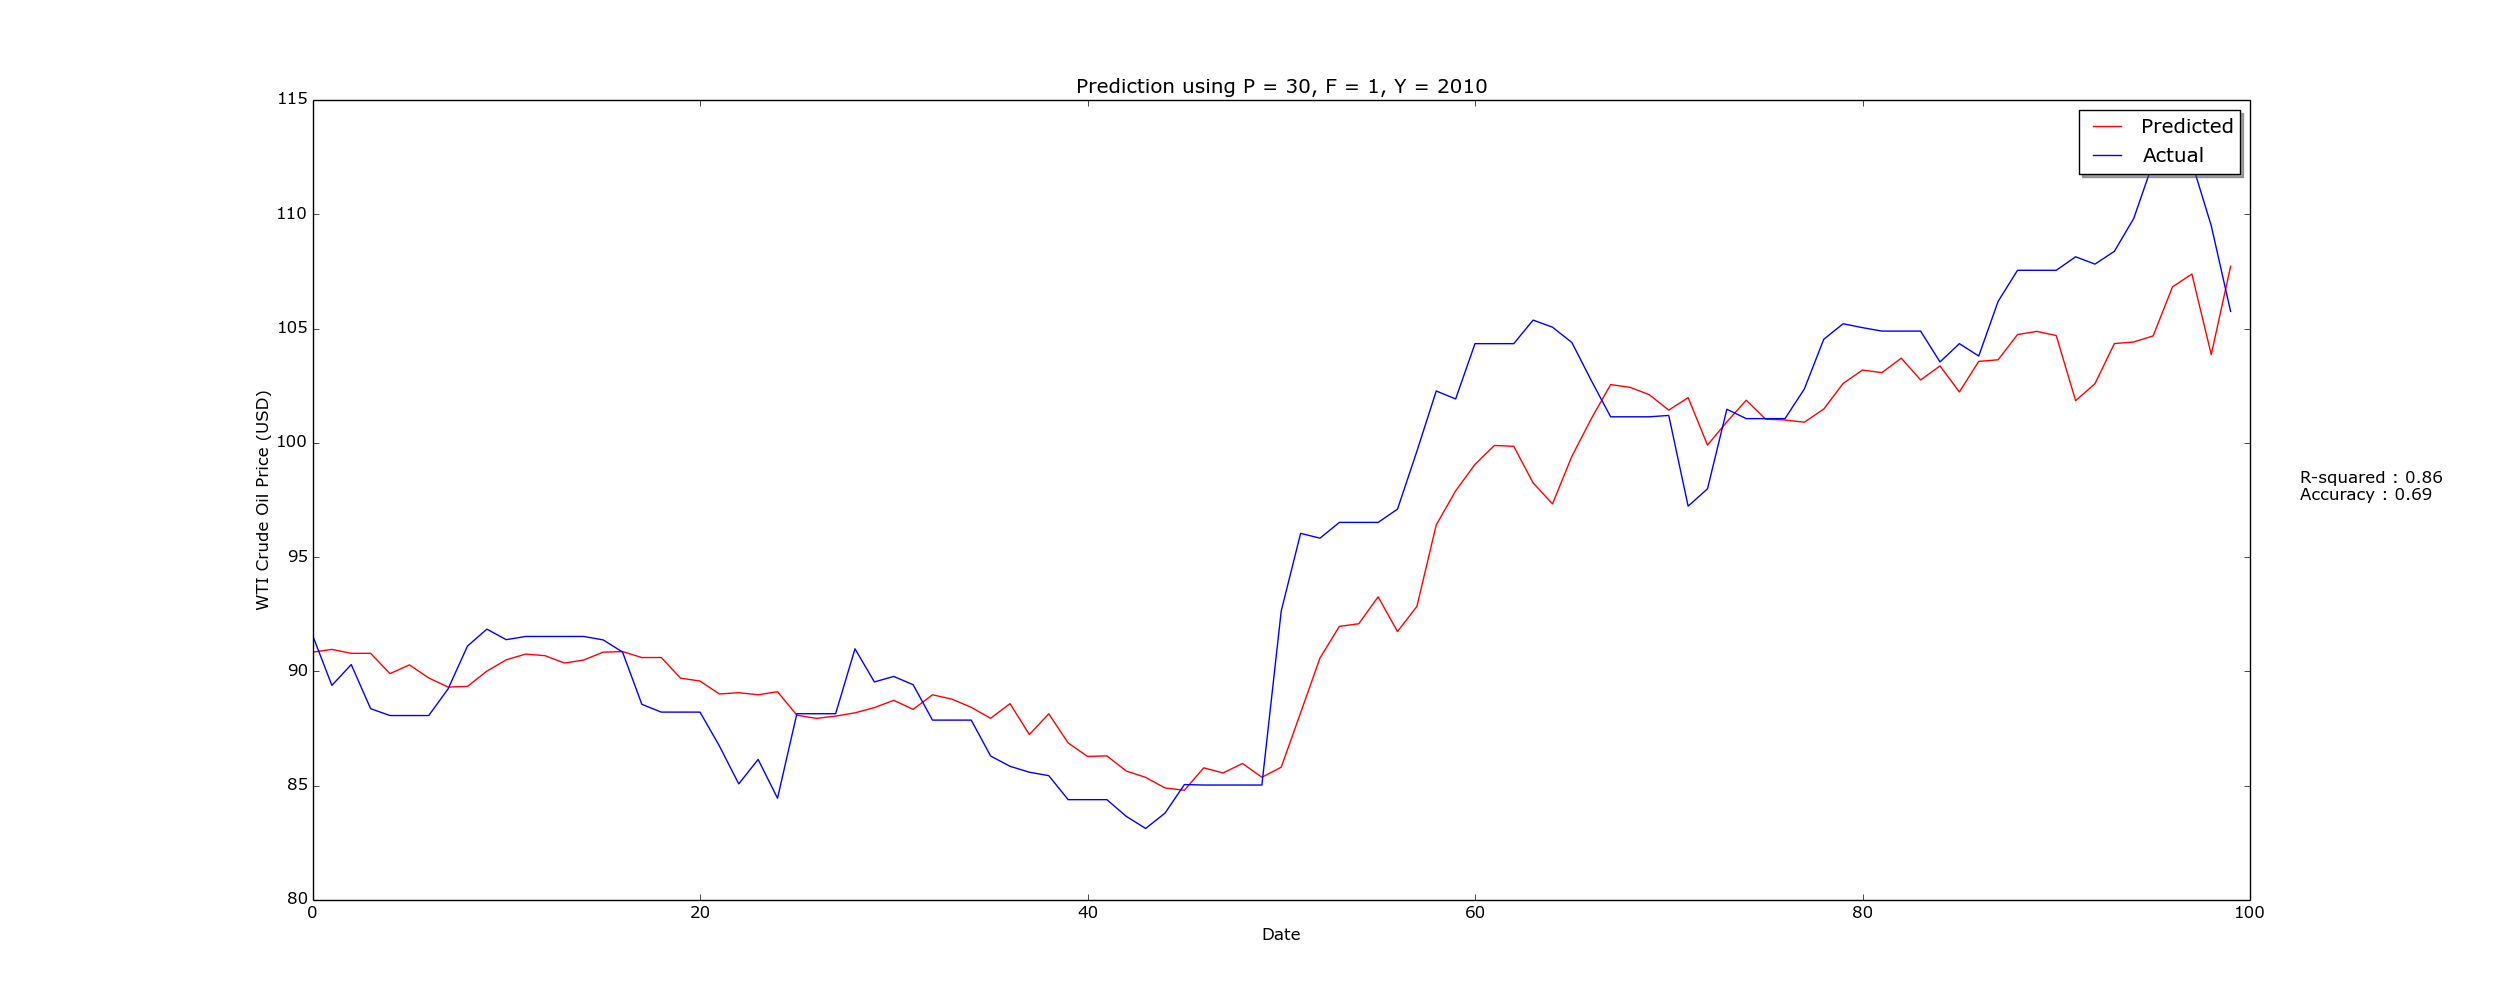 Prediction using P = 30, F = 1, Y = 2010
115
110
105
100
95
90
85
80
WTI Crude Oil Price (USD)
Predicted
Actual
R-squared : 0.86
Accuracy : 0.69
0 20 40 60 80 100
Date